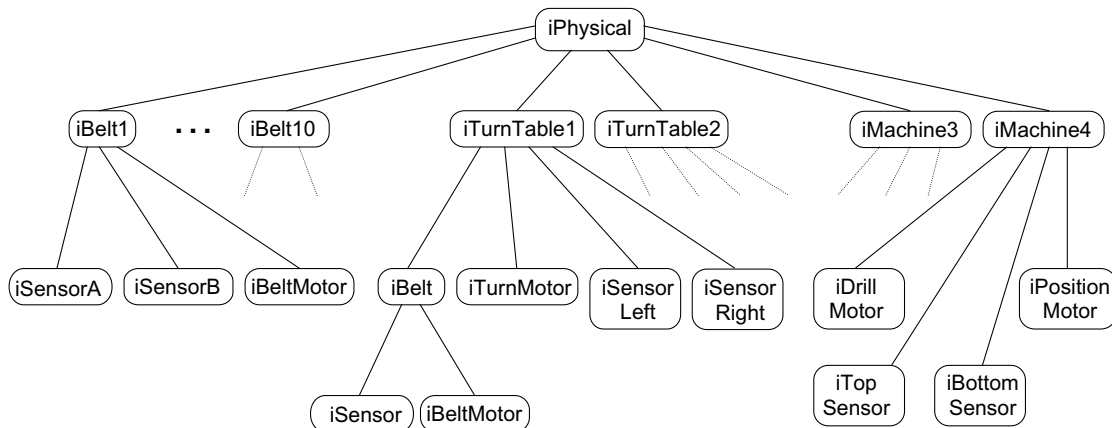 iPhysical
iBelt1
. . .
iBelt10
iTurnTable1
iTurnTable2
iMachine3
iMachine4
iSensorA
iSensorB
iBeltMotor
iBelt
iTurnMotor
iSensor
Left
iSensor
Right
iDrill
Motor
iPosition
Motor
iSensor
iBeltMotor
iTop
Sensor
iBottom
Sensor